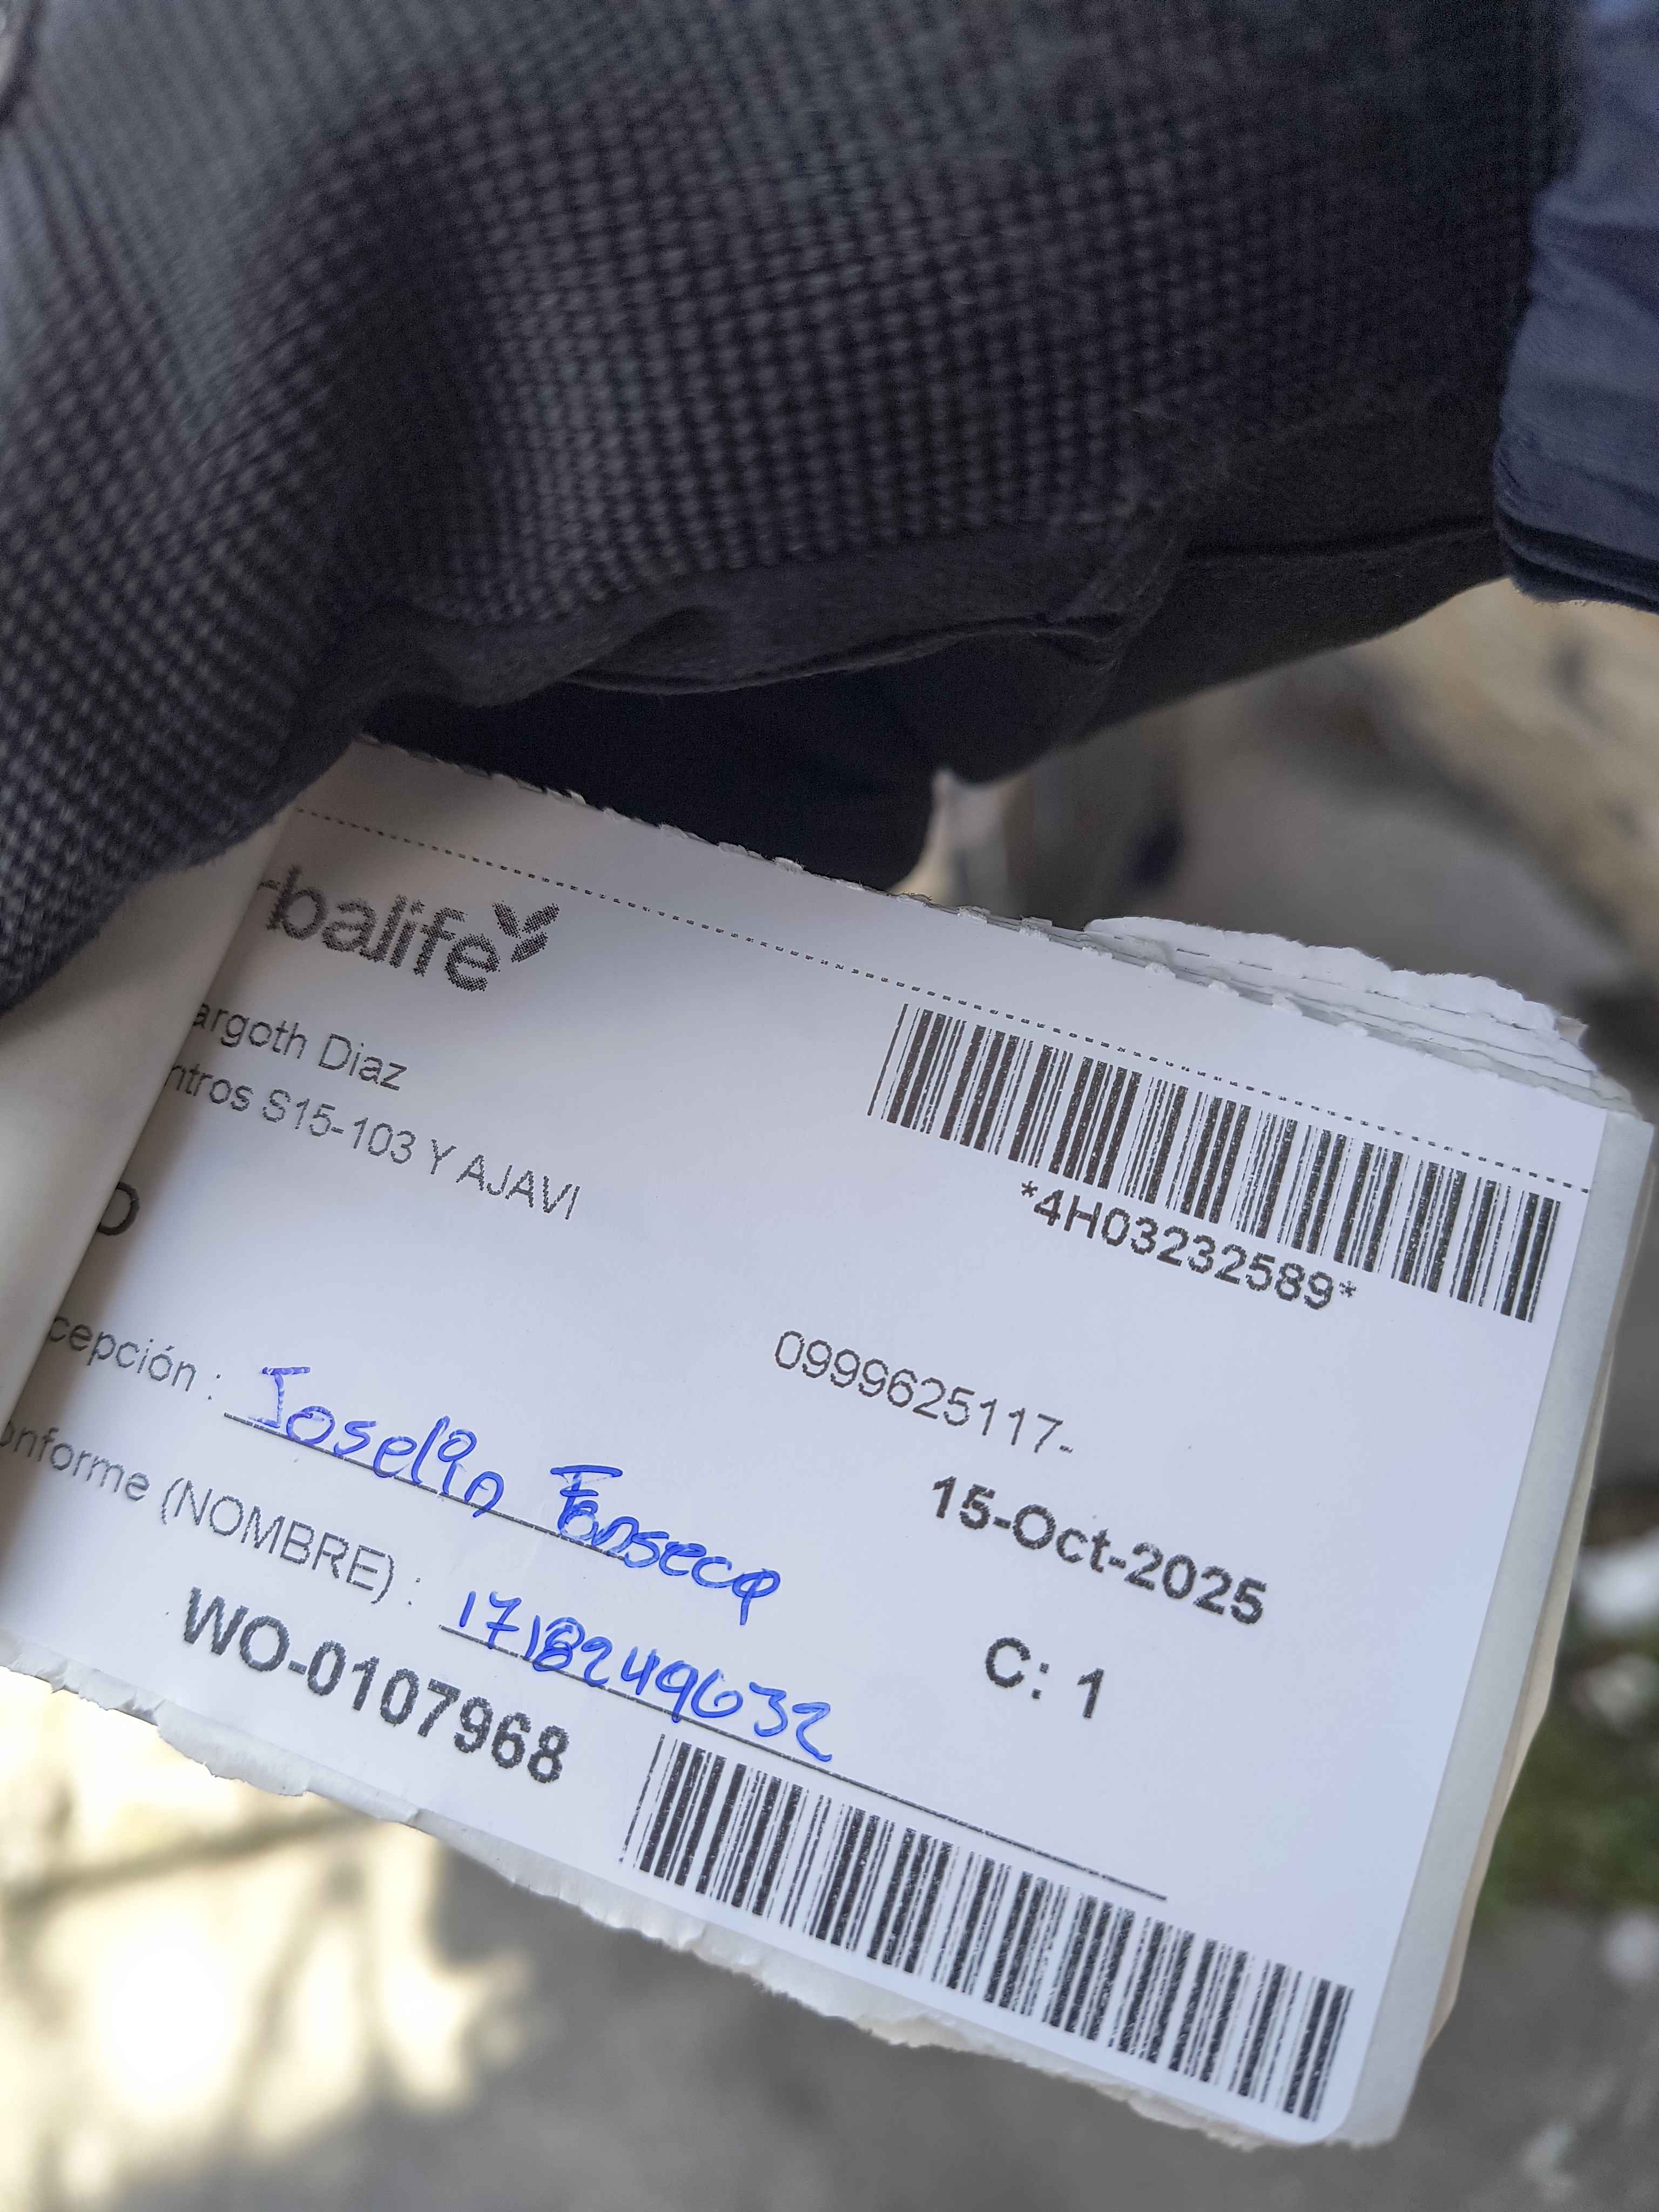 rbalife
argoth Diaz
ntros S15-103 Y AJAVI
*4H03232589*
O
0999625117-
cepción : Joselin Fonseca
15-Oct-2025
onforme (NOMBRE) : 1718249632
C: 1
WO-0107968